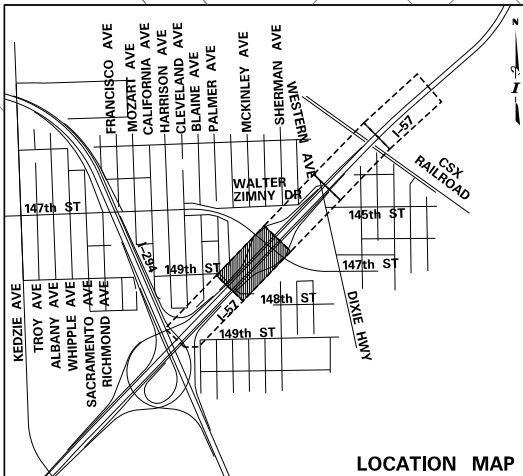 N
FRANCISCO AVE
MOZART AVE
CALIFORNIA AVE
HARRISON AVE
CLEVELAND AVE
BLAINE AVE
PALMER AVE
MCKINLEY AVE
SHERMAN AVE
WESTERN AVE
I-57
CSX
RAILROAD
WALTER
ZIMNY DR
147th ST
145th ST
I-294
149th ST
147th ST
148th ST
I-57
149th ST
DIXIE HWY
KEDZIE AVE
TROY AVE
ALBANY AVE
WHIPPLE AVE
SACRAMENTO AVE
RICHMOND AVE
LOCATION MAP